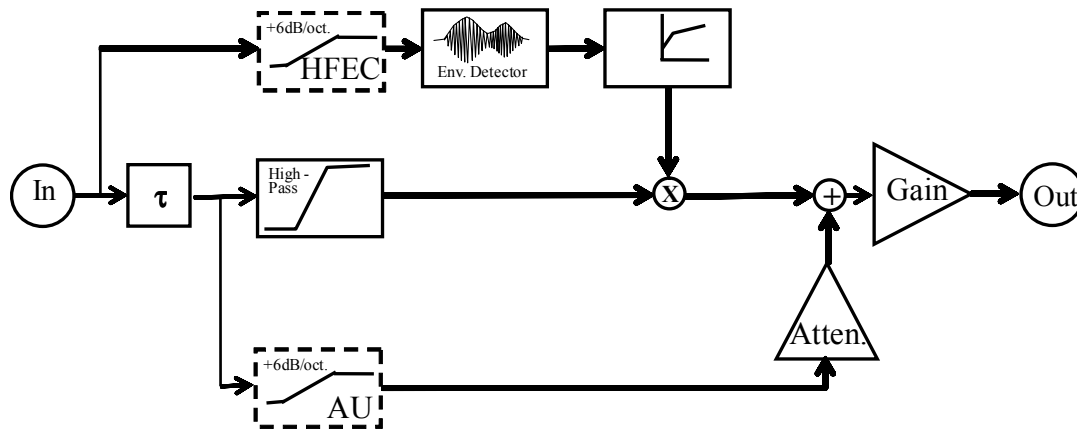 +6dB/oct.
HFEC
Env. Detector
In
τ
High -
Pass
X
+
Gain
Out
Atten.
+6dB/oct.
AU